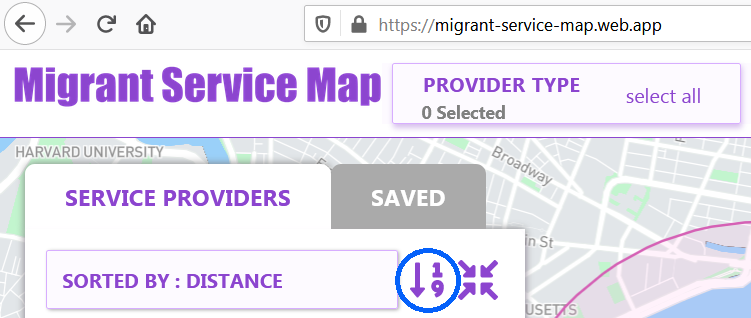 https://migrant-service-map.web.app
Migrant Service Map
PROVIDER TYPE
0 Selected
select all
HARVARD UNIVERSITY
Broadway
SERVICE PROVIDERS
SAVED
in St
SORTED BY : DISTANCE
1
9
USETTS